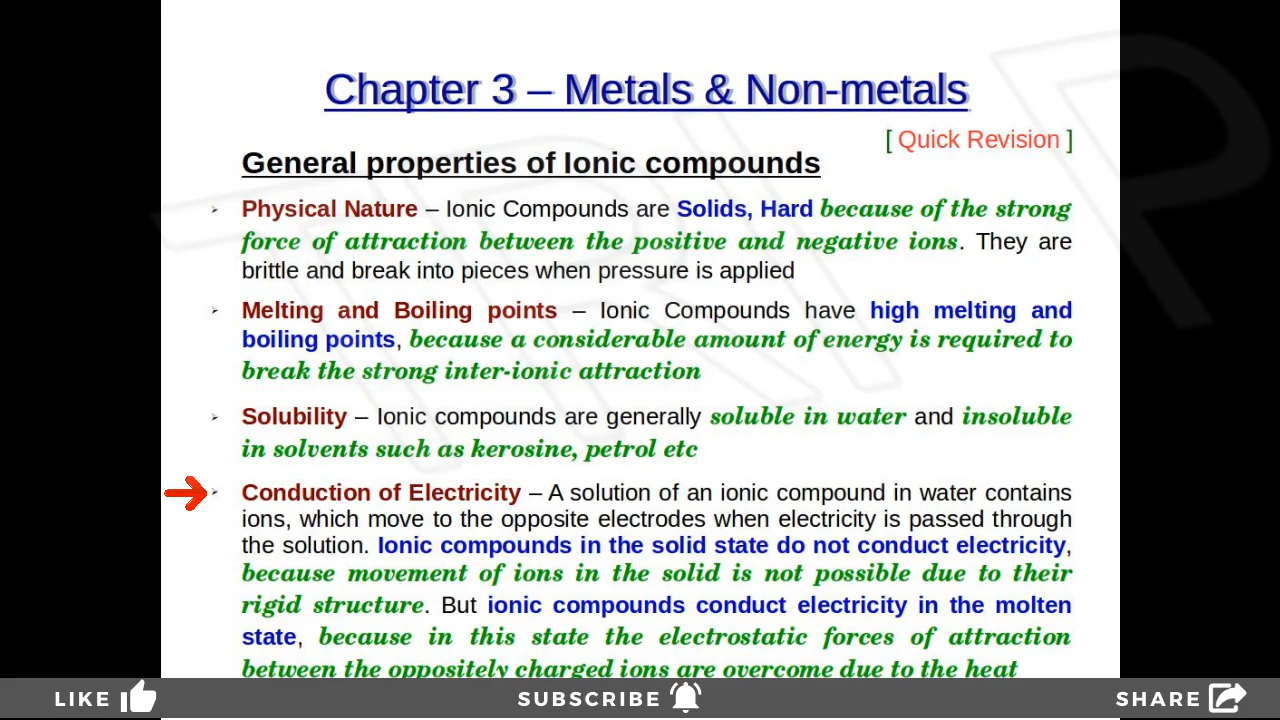 Chapter 3 – Metals & Non-metals
[ Quick Revision ]
General properties of Ionic compounds
➢ Physical Nature – Ionic Compounds are Solids, Hard because of the strong
force of attraction between the positive and negative ions. They are
brittle and break into pieces when pressure is applied
➢ Melting and Boiling points – Ionic Compounds have high melting and
boiling points, because a considerable amount of energy is required to
break the strong inter-ionic attraction
➢ Solubility – Ionic compounds are generally soluble in water and insoluble
in solvents such as kerosine, petrol etc
➢ Conduction of Electricity – A solution of an ionic compound in water contains
ions, which move to the opposite electrodes when electricity is passed through
the solution. Ionic compounds in the solid state do not conduct electricity,
because movement of ions in the solid is not possible due to their
rigid structure. But ionic compounds conduct electricity in the molten
state, because in this state the electrostatic forces of attraction
between the oppositely charged ions are overcome due to the heat
LIKE SUBSCRIBE SHARE